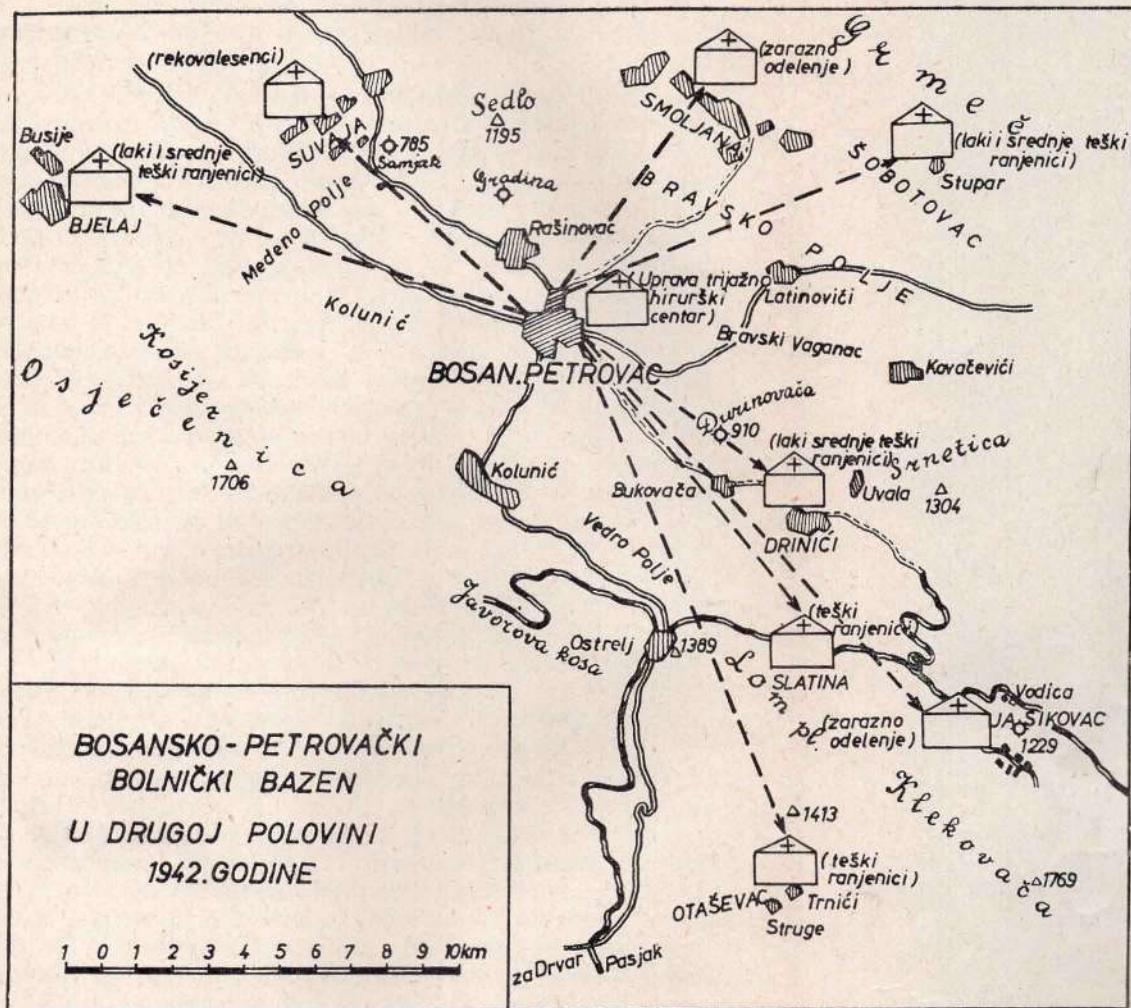 (rekovalesenci)
(zarazno
odelenje)
Grmeč
Sedlo
1195
SMOLJANA
785
Samjak
SUVAJA
Busije
(laki i srednje
teški
ranjenici)
BJELAJ
(laki i srednje teški
ranjenici)
Stupar
ŠOBOTOVAC
Gradina
Medeno Polje
BRAVSKO POLJE
Rašinovac
(Uprava trijažno
hirurški
centar)
Latinovići
Kolunić
BOSAN. PETROVAC
Bravski Vaganac
Kovačevići
Kosijer
Osječenica
1706
Đurinovača
910
(laki srednje teški
ranjenici)
Srnetica
Uvala
1304
Kolunić
Bukovača
DRINIĆI
Vedro Polje
Javorova kosa
Ostrelj
1389
(teški
ranjenici)
SLATINA
Lom pl.
Vodica
JASIKOVAC
1229
(zarazno
odelenje)
Klekovača
1769
1413
(teški
ranjenici)
OTAŠEVAC
Trnići
Struge
za Drvar
Pasjak
BOSANSKO-PETROVAČKI
BOLNIČKI BAZEN
U DRUGOJ POLOVINI
1942. GODINE
1 0 1 2 3 4 5 6 7 8 9 10km